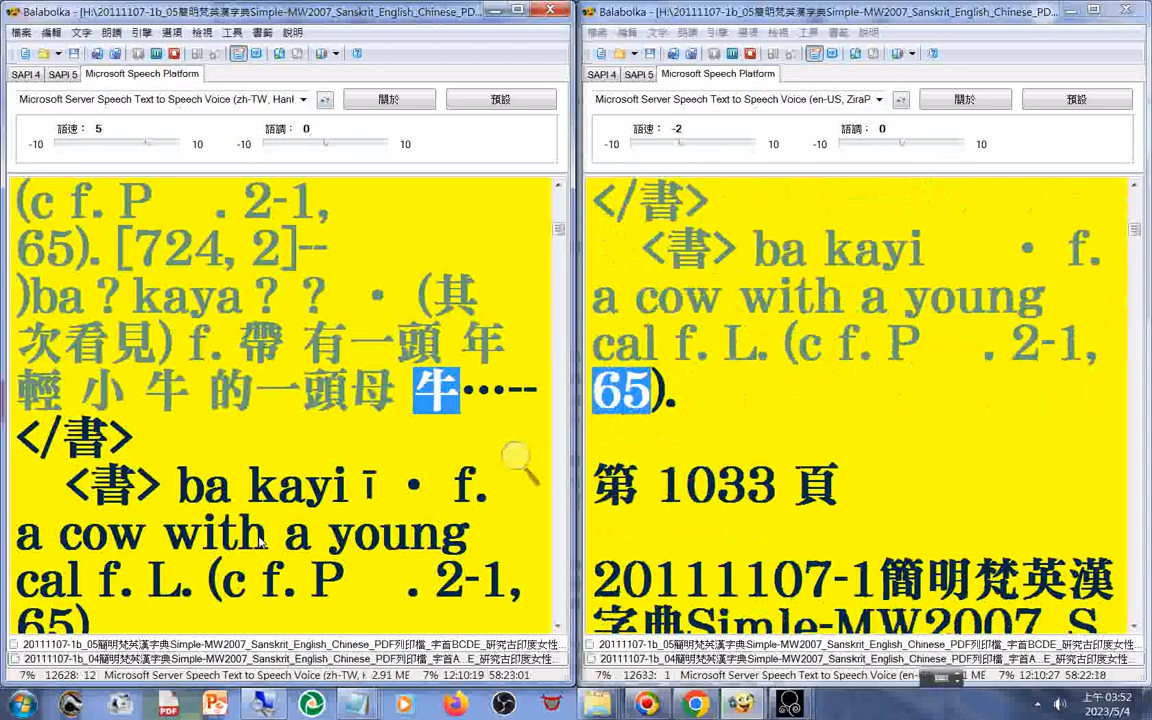 Balabolka - [H:\20111107-1b_05簡明梵英漢字典Simple-MW2007_Sanskrit_English_Chinese_PD...
檔案 編輯 文字 朗讀 引擎 選項 檢視 工具 書籤 說明
SAPI 4 SAPI 5 Microsoft Speech Platform
Microsoft Server Speech Text to Speech Voice (zh-TW, Hanl
關於 預設
語速： 5 語調： 0
-10 10 -10 10
(c f. P . 2-1,
65). [724, 2]--
)ba？kaya？？ • (其
次看見) f. 帶 有一頭 年
輕 小 牛 的一頭母 牛•••--
</書>
<書> ba kayi ī • f.
a cow with a young
cal f. L. (c f. P . 2-1,
65)
20111107-1b_05簡明梵英漢字典Simple-MW2007_Sanskrit_English_Chinese_PDF列印檔_字首BCDE_研究古印度女性
20111107-1b_04簡明梵英漢字典Simple-MW2007_Sanskrit_English_Chinese_PDF列印檔_字首A...E_研究古印度女性...
7% 12628: 12 Microsoft Server Speech Text to Speech Voice (zh-TW, H 2.91 ME 7% 12:10:19 58:23:01
Balabolka - [H:\20111107-1b_05簡明梵英漢字典Simple-MW2007_Sanskrit_English_Chinese_PD...
檔案 編輯 文字 朗讀 引擎 選項 檢視 工具 書籤 說明
SAPI 4 SAPI 5 Microsoft Speech Platform
Microsoft Server Speech Text to Speech Voice (en-US, ZiraP
關於 預設
語速： -2 語調： 0
-10 10 -10 10
</書>
<書> ba kayi • f.
a cow with a young
cal f. L. (c f. P . 2-1,
65).
第 1033 頁
20111107-1簡明梵英漢
字典Simle-MW2007_S
20111107-1b_05簡明梵英漢字典Simple-MW2007_Sanskrit_English_Chinese_PDF列印檔_字首BCDE_研究古印度女性
20111107-1b_04簡明梵英漢字典Simple-MW2007_Sanskrit_English_Chinese_PDF列印檔_字首A...E_研究古印度女性...
7% 12633: 1 Microsoft Server Speech Text to Speech Voice ME 7% 12:10:27 58:22:18
PDF
上午 03:52
2023/5/4